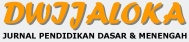 DWIJALOKA
JURNAL PENDIDIKAN DASAR & MENENGAH